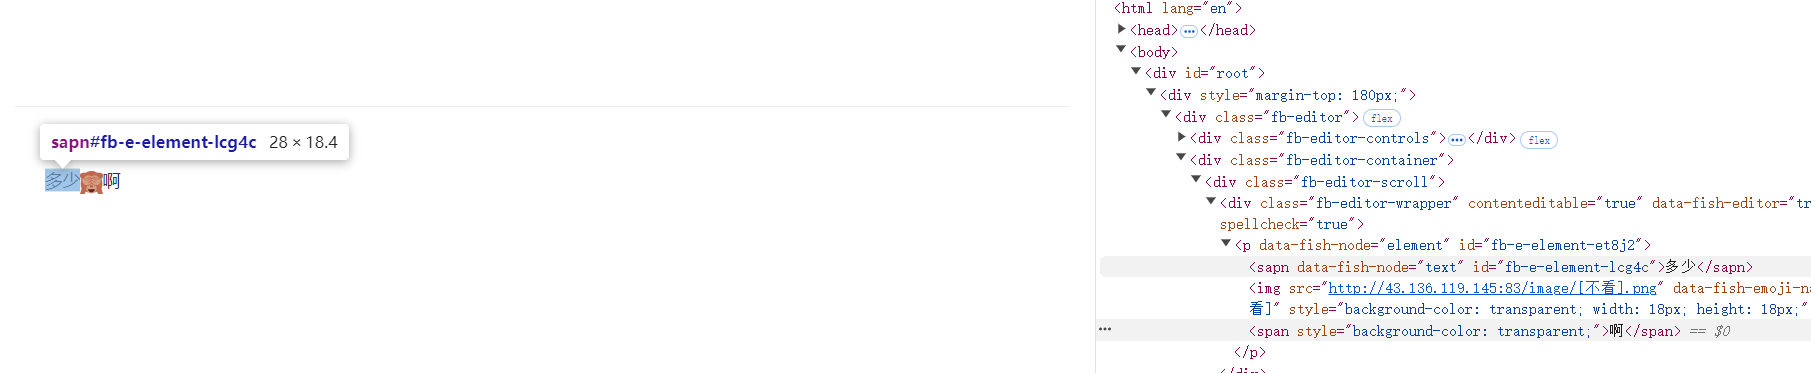 sapn#fb-e-element-lcg4c 28 × 18.4
多少啊
<html lang="en">
<head>···</head>
<body>
<div id="root">
<div style="margin-top: 180px;">
<div class="fb-editor"> flex
<div class="fb-editor-controls">···</div> flex
<div class="fb-editor-container">
<div class="fb-editor-scroll">
<div class="fb-editor-wrapper" contenteditable="true" data-fish-editor="tr
spellcheck="true">
<p data-fish-node="element" id="fb-e-element-et8j2">
<sapn data-fish-node="text" id="fb-e-element-lcg4c">多少</sapn>
<img src="http://43.136.119.145:83/image/[不看].png" data-fish-emoji-na
看]" style="background-color: transparent; width: 18px; height: 18px;"
··· <span style="background-color: transparent;">啊</span> == $0
</p>
</div>